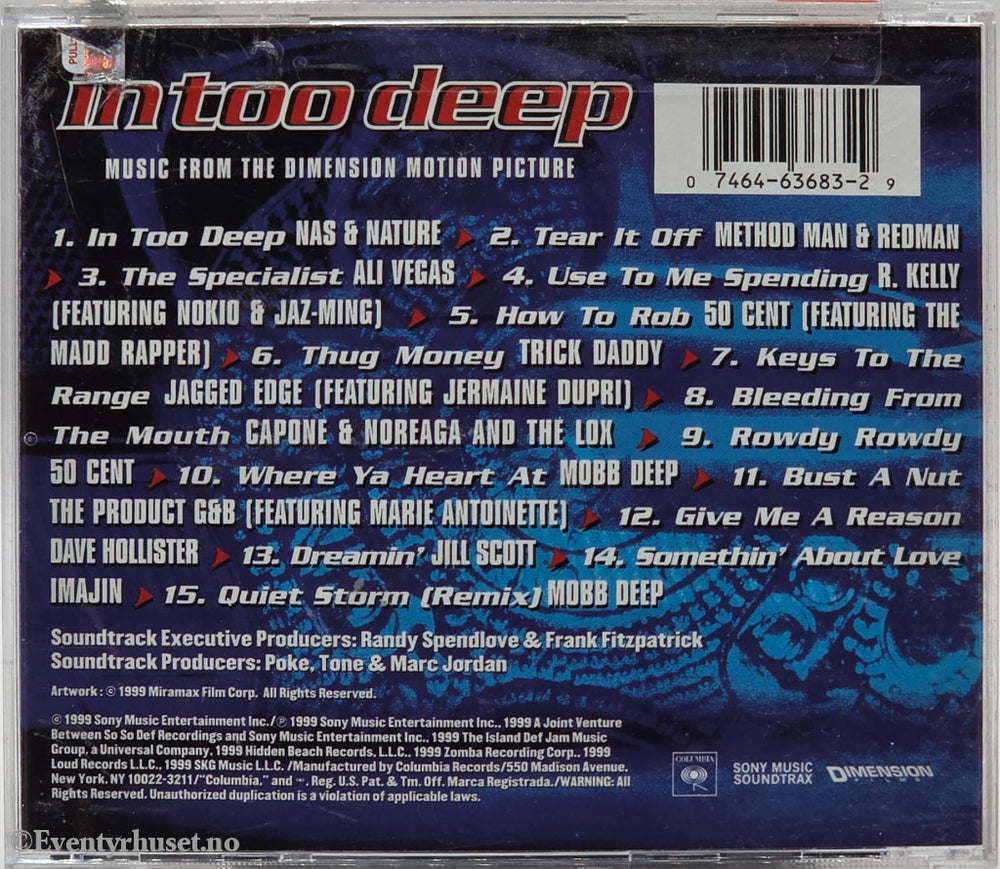 PULL
in too deep
MUSIC FROM THE DIMENSION MOTION PICTURE
0 7464-63683-2 9
1. In Too Deep NAS & NATURE 2. Tear It Off METHOD MAN & REDMAN
3. The Specialist ALI VEGAS 4. Use To Me Spending R. KELLY
(FEATURING NOKIO & JAZ-MING) 5. How To Rob 50 CENT (FEATURING THE
MADD RAPPER) 6. Thug Money TRICK DADDY 7. Keys To The
Range JAGGED EDGE (FEATURING JERMAINE DUPRI) 8. Bleeding From
The Mouth CAPONE & NOREAGA AND THE LOX 9. Rowdy Rowdy
50 CENT 10. Where Ya Heart At MOBB DEEP 11. Bust A Nut
THE PRODUCT G&B (FEATURING MARIE ANTOINETTE) 12. Give Me A Reason
DAVE HOLLISTER 13. Dreamin' JILL SCOTT 14. Somethin' About Love
IMAJIN 15. Quiet Storm (Remix) MOBB DEEP
Soundtrack Executive Producers: Randy Spendlove & Frank Fitzpatrick
Soundtrack Producers: Poke, Tone & Marc Jordan
Artwork : © 1999 Miramax Film Corp. All Rights Reserved.
© 1999 Sony Music Entertainment Inc./℗ 1999 Sony Music Entertainment Inc., 1999 A Joint Venture
Between So So Def Recordings and Sony Music Entertainment Inc., 1999 The Island Def Jam Music
Group, a Universal Company, 1999 Hidden Beach Records, L.L.C., 1999 Zomba Recording Corp., 1999
Loud Records L.L.C., 1999 SKG Music L.L.C. /Manufactured by Columbia Records/550 Madison Avenue,
New York, NY 10022-3211/"Columbia," and Reg. U.S. Pat. & Tm. Off. Marca Registrada./WARNING: All
Rights Reserved. Unauthorized duplication is a violation of applicable laws.
COLUMBIA
SONY MUSIC
SOUNDTRAX
DIMENSION
FILMS
©Eventyrhuset.no